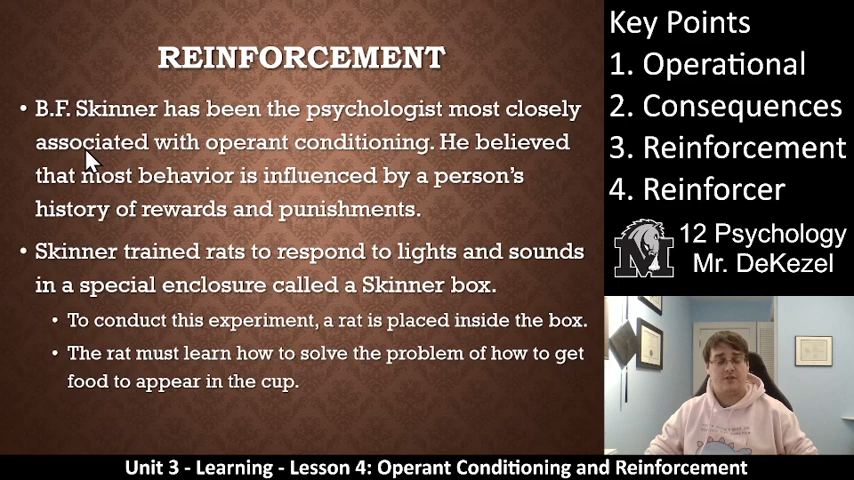 REINFORCEMENT
• B.F. Skinner has been the psychologist most closely
associated with operant conditioning. He believed
that most behavior is influenced by a person's
history of rewards and punishments.
• Skinner trained rats to respond to lights and sounds
in a special enclosure called a Skinner box.
• To conduct this experiment, a rat is placed inside the box.
• The rat must learn how to solve the problem of how to get
food to appear in the cup.
Key Points
1. Operational
2. Consequences
3. Reinforcement
4. Reinforcer
12 Psychology
Mr. DeKezel
Unit 3 - Learning - Lesson 4: Operant Conditioning and Reinforcement